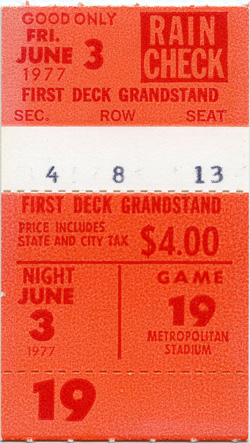 GOOD ONLY
FRI.
JUNE 3
1977
RAIN
CHECK
FIRST DECK GRANDSTAND
SEC. ROW SEAT
4 8 13
FIRST DECK GRANDSTAND
PRICE INCLUDES
STATE AND CITY TAX $4.00
NIGHT
JUNE
3
1977
GAME
19
METROPOLITAN
STADIUM
19